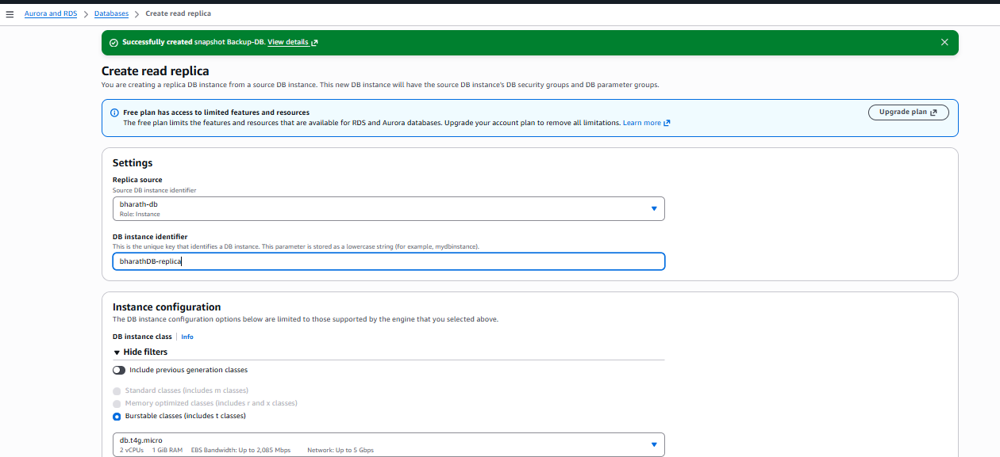 Aurora and RDS > Databases > Create read replica
Successfully created snapshot Backup-DB. View details
Create read replica
You are creating a replica DB instance from a source DB instance. This new DB instance will have the source DB instance's DB security groups and DB parameter groups.
Free plan has access to limited features and resources
Upgrade plan
The free plan limits the features and resources that are available for RDS and Aurora databases. Upgrade your account plan to remove all limitations. Learn more
Settings
Replica source
Source DB instance identifier
bharath-db
Role: Instance
DB instance identifier
This is the unique key that identifies a DB instance. This parameter is stored as a lowercase string (for example, mydbinstance).
bharathDB-replica
Instance configuration
The DB instance configuration options below are limited to those supported by the engine that you selected above.
DB instance class | Info
Hide filters
Include previous generation classes
Standard classes (includes m classes)
Memory optimized classes (includes r and x classes)
Burstable classes (includes t classes)
db.t4g.micro
2 vCPUs 1 GiB RAM EBS Bandwidth: Up to 2,085 Mbps Network: Up to 5 Gbps